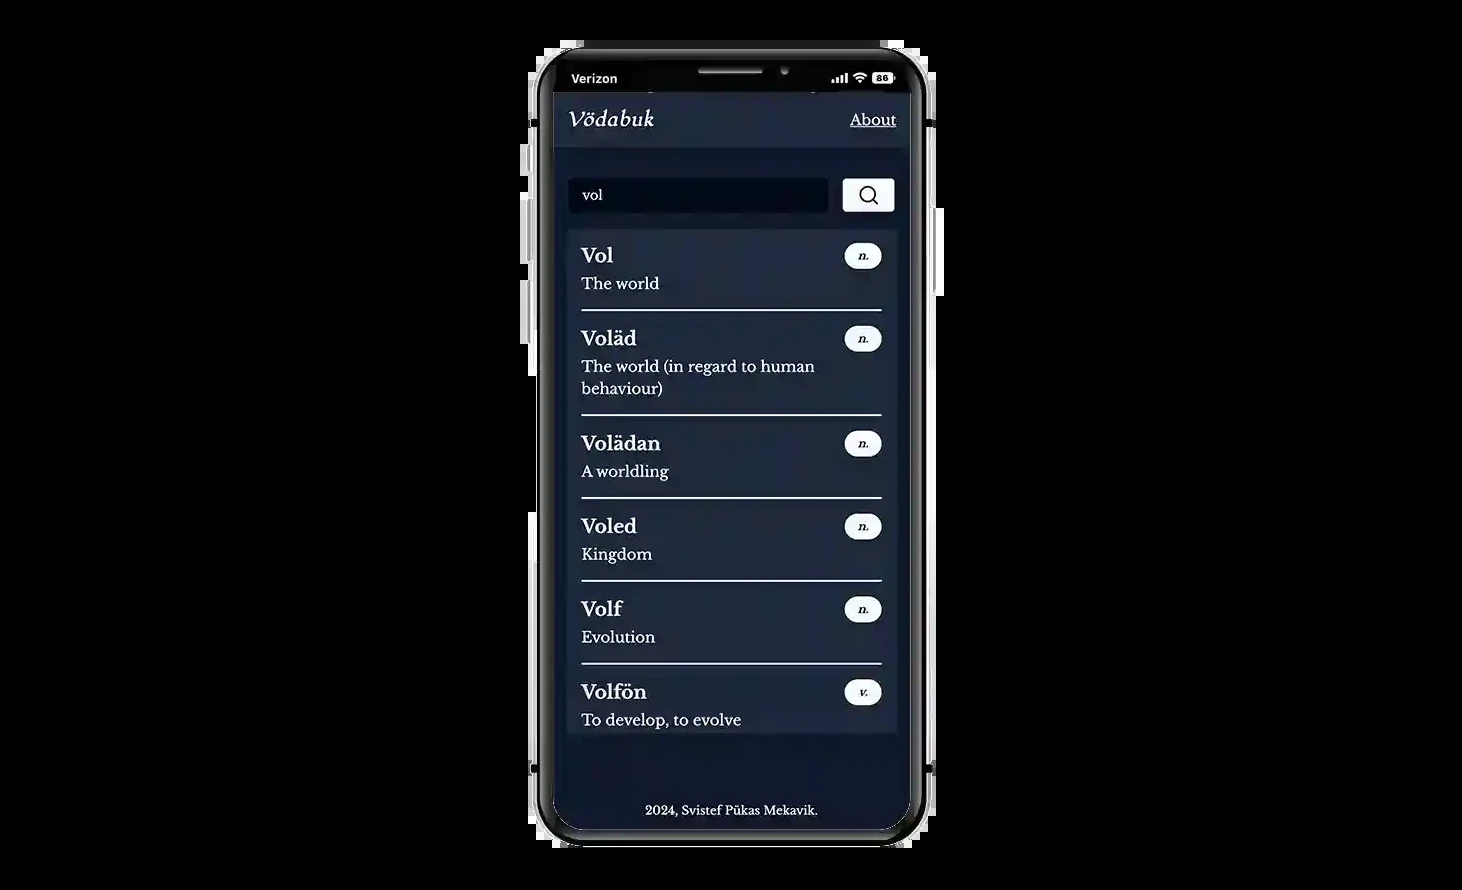 Verizon
86
Vödabuk
About
vol
Vol
n.
The world
Voläd
n.
The world (in regard to human
behaviour)
Volädan
n.
A worldling
Voled
n.
Kingdom
Volf
n.
Evolution
Volfön
v.
To develop, to evolve
2024, Svistef Pükas Mekavik.